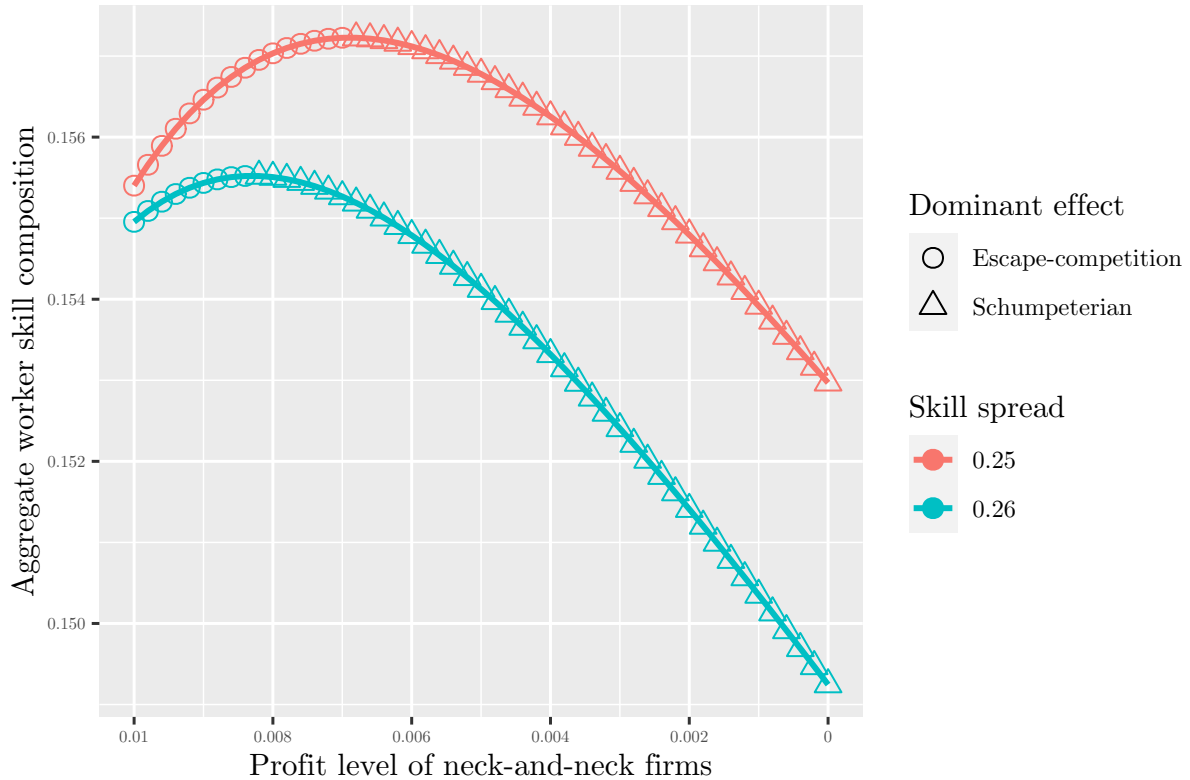 Aggregate worker skill composition
0.156
0.154
0.152
0.150
0.01
0.008
0.006
0.004
0.002
0
Profit level of neck-and-neck firms
Dominant effect
Escape-competition
Schumpeterian
Skill spread
0.25
0.26